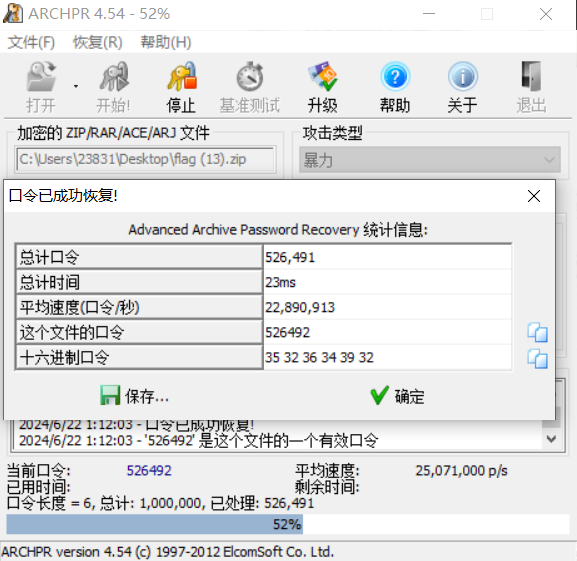 ARCHPR 4.54 - 52%
文件(F) 恢复(R) 帮助(H)
打开 开始! 停止 基准测试 升级 帮助 关于 退出
加密的 ZIP/RAR/ACE/ARJ 文件 攻击类型
C:\Users\23831\Desktop\flag (13).zip 暴力
口令已成功恢复!
Advanced Archive Password Recovery 统计信息:
总计口令 526,491
总计时间 23ms
平均速度(口令/秒) 22,890,913
这个文件的口令 526492
十六进制口令 35 32 36 34 39 32
保存... 确定
2024/6/22 1:12:03 - 口令已成功恢复!
2024/6/22 1:12:03 - '526492' 是这个文件的一个有效口令
当前口令: 526492 平均速度: 25,071,000 p/s
已用时间: 剩余时间:
口令长度 = 6, 总计: 1,000,000, 已处理: 526,491
52%
ARCHPR version 4.54 (c) 1997-2012 ElcomSoft Co. Ltd.